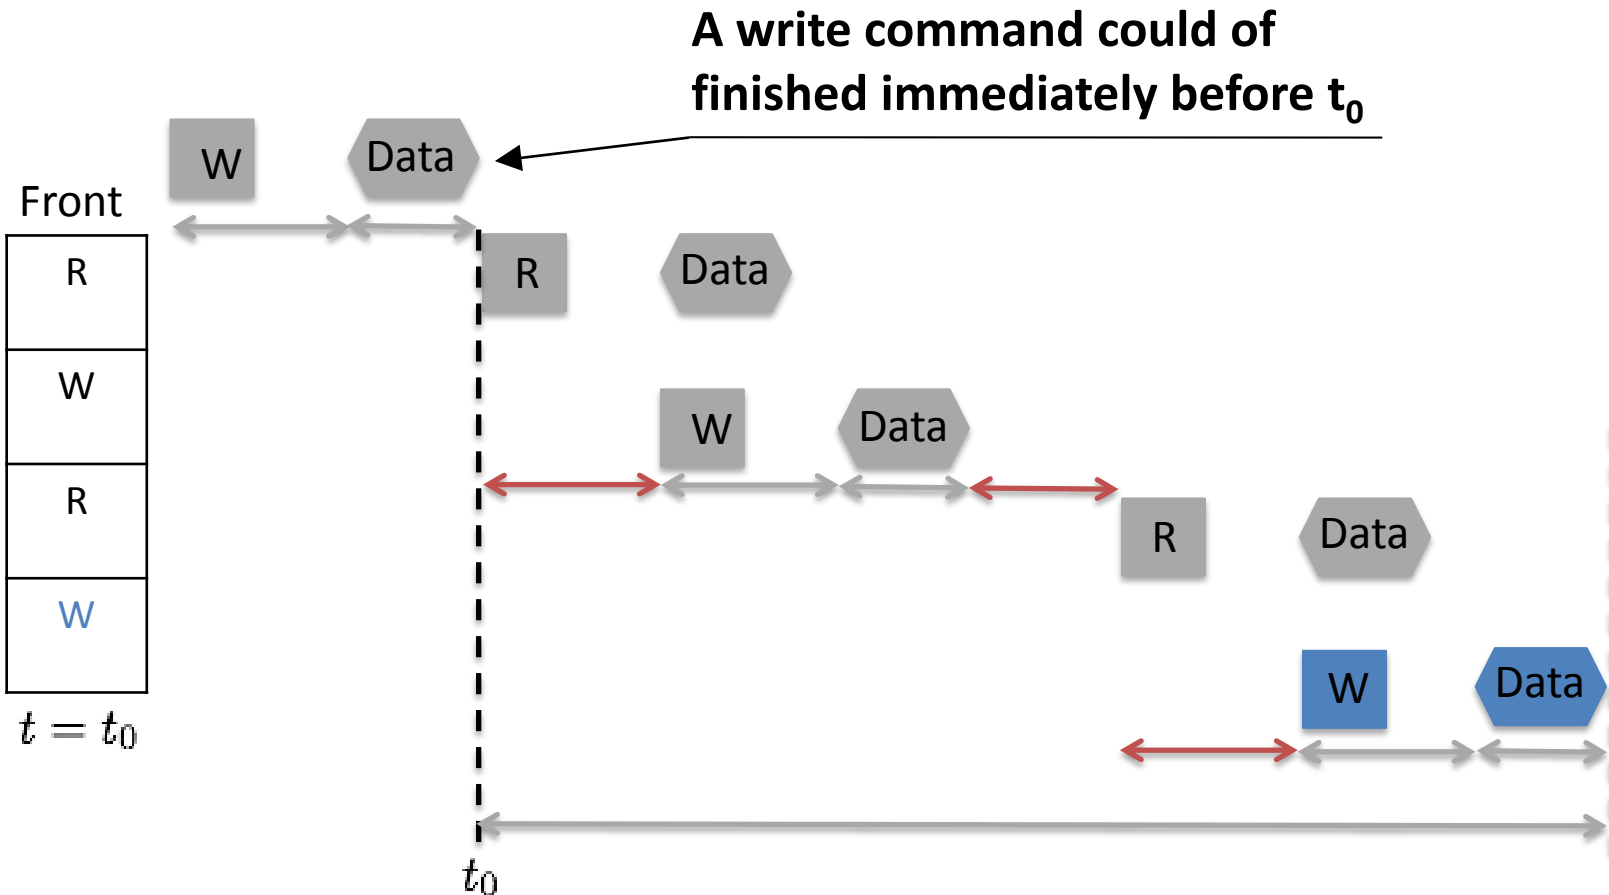 A write command could of
finished immediately before t₀
W Data
Front
R
W
R
W
t = t₀
R Data
W Data
R Data
W Data
t₀